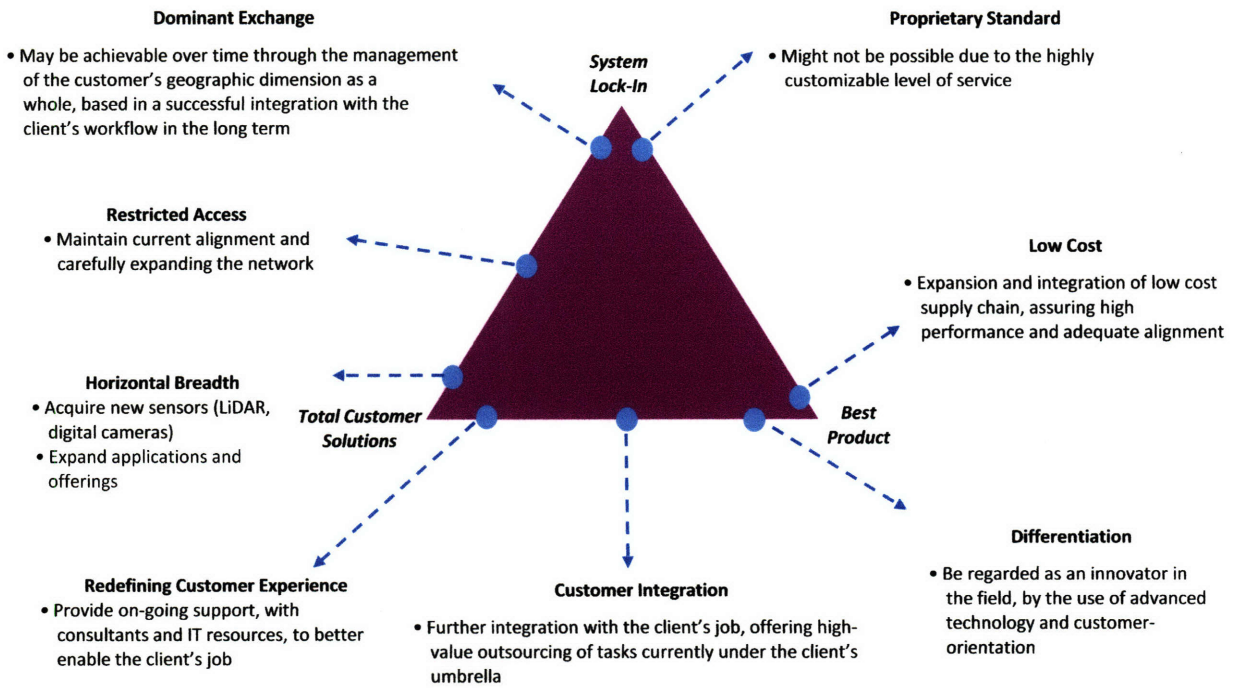 Dominant Exchange
• May be achievable over time through the management
of the customer's geographic dimension as a
whole, based in a successful integration with the
client's workflow in the long term
System
Lock-In
Proprietary Standard
• Might not be possible due to the highly
customizable level of service
Restricted Access
• Maintain current alignment and
carefully expanding the network
Low Cost
• Expansion and integration of low cost
supply chain, assuring high
performance and adequate alignment
Horizontal Breadth
• Acquire new sensors (LiDAR,
digital cameras)
• Expand applications and
offerings
Total Customer
Solutions
Best
Product
Redefining Customer Experience
• Provide on-going support, with
consultants and IT resources, to better
enable the client's job
Customer Integration
• Further integration with the client's job, offering high-
value outsourcing of tasks currently under the client's
umbrella
Differentiation
• Be regarded as an innovator in
the field, by the use of advanced
technology and customer-
orientation